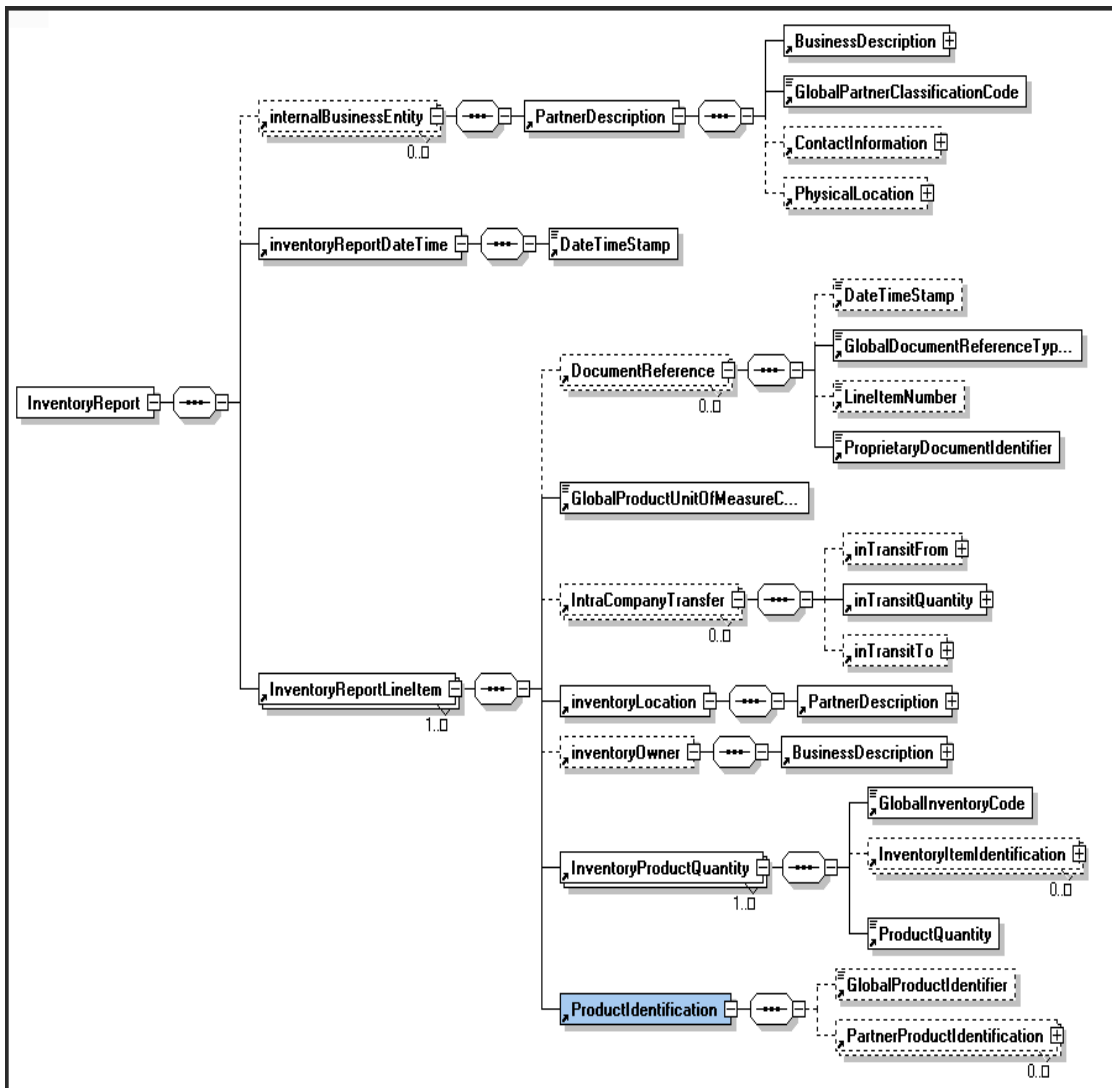 BusinessDescription
GlobalPartnerClassificationCode
internalBusinessEntity
PartnerDescription
0..□
ContactInformation
PhysicalLocation
inventoryReportDateTime
DateTimeStamp
DateTimeStamp
GlobalDocumentReferenceTyp...
DocumentReference
0..□
LineItemNumber
ProprietaryDocumentIdentifier
InventoryReport
GlobalProductUnitOfMeasureC...
inTransitFrom
IntraCompanyTransfer
0..□
inTransitQuantity
inTransitTo
InventoryReportLineItem
1..□
inventoryLocation
PartnerDescription
inventoryOwner
BusinessDescription
GlobalInventoryCode
InventoryProductQuantity
1..□
InventoryItemIdentification
0..□
ProductQuantity
ProductIdentification
GlobalProductIdentifier
PartnerProductIdentification
0..□